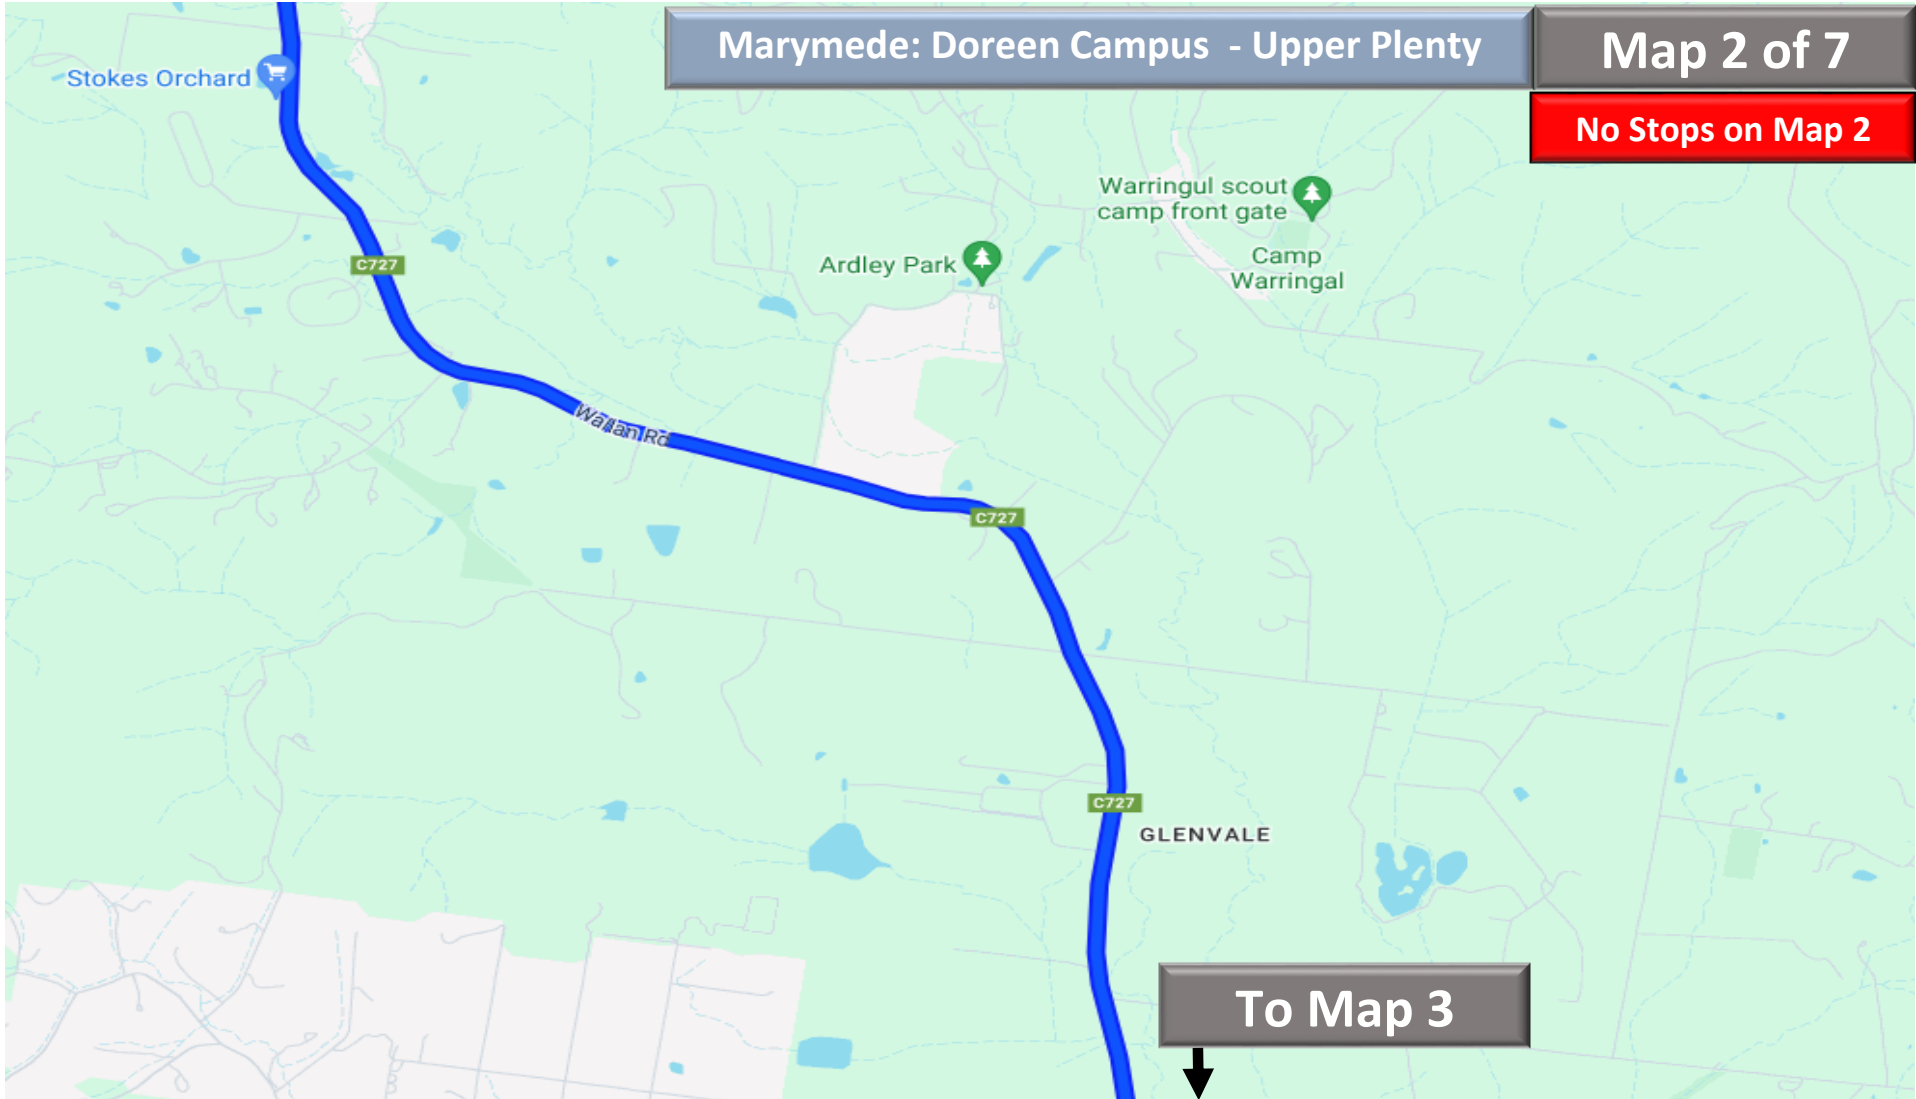 Marymede: Doreen Campus - Upper Plenty
Map 2 of 7
No Stops on Map 2
Stokes Orchard
Warringul scout
camp front gate
Camp
Warringal
Ardley Park
C727
Wallan Rd
C727
C727
GLENVALE
To Map 3